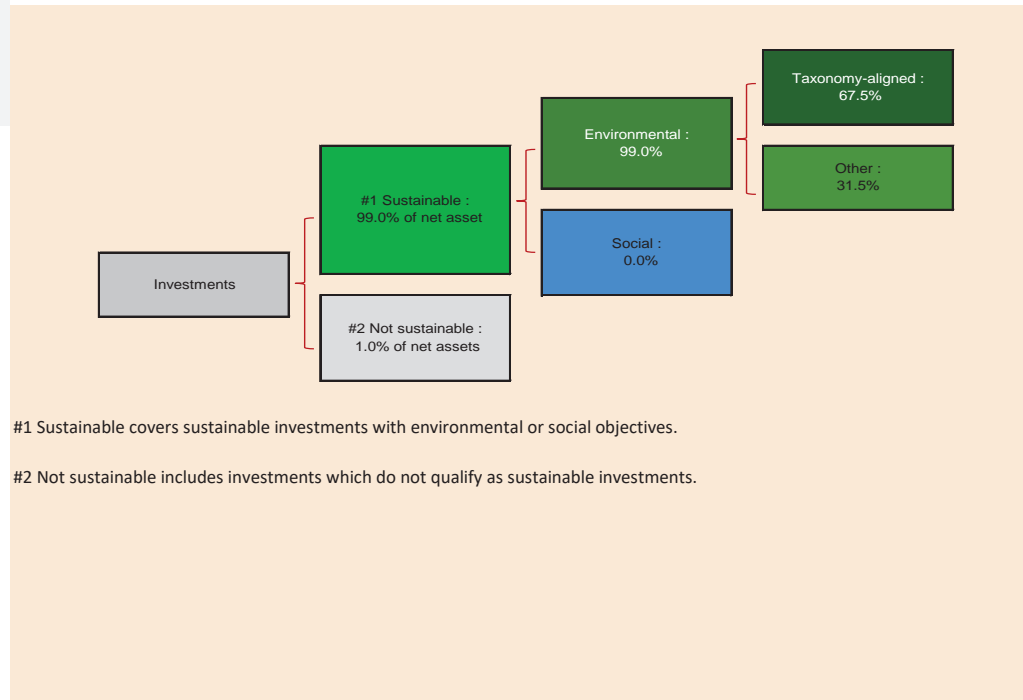 Taxonomy-aligned :
67.5%
Environmental :
99.0%
Other :
31.5%
#1 Sustainable :
99.0% of net asset
Social :
0.0%
Investments
#2 Not sustainable :
1.0% of net assets
#1 Sustainable covers sustainable investments with environmental or social objectives.
#2 Not sustainable includes investments which do not qualify as sustainable investments.